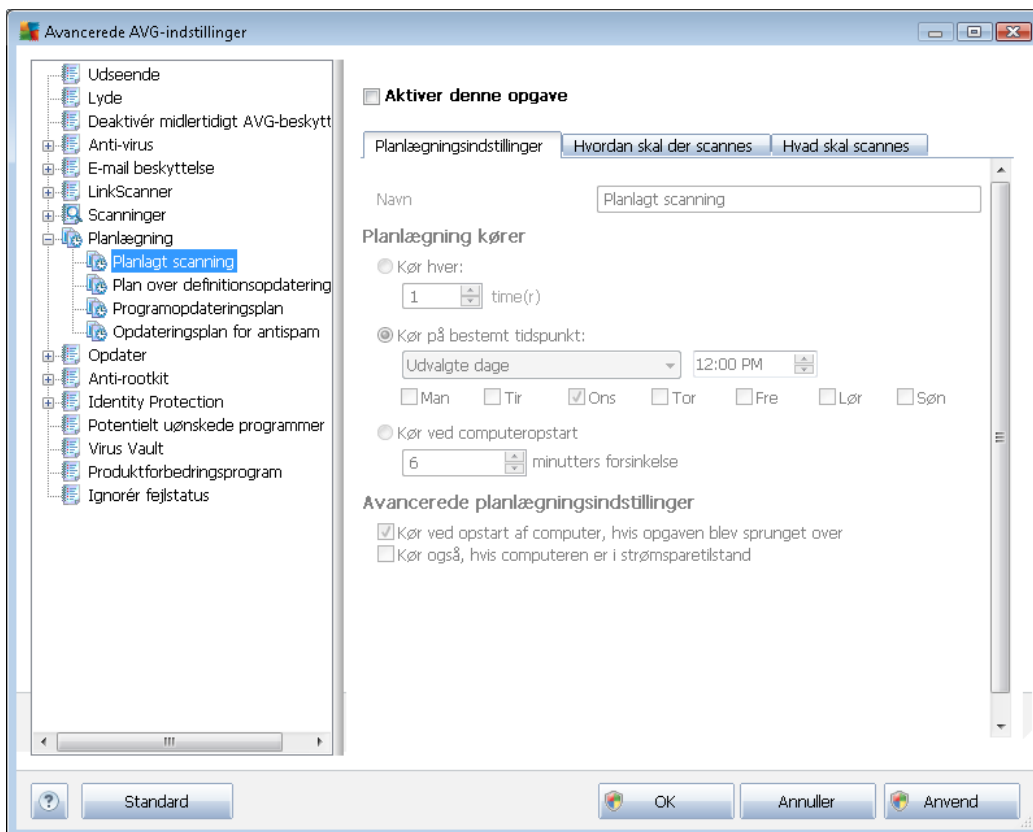 Avancerede AVG-indstillinger
Udseende
Lyde
Deaktivér midlertidigt AVG-beskytt
Anti-virus
E-mail beskyttelse
LinkScanner
Scanninger
Planlægning
Planlagt scanning
Plan over definitionsopdatering
Programopdateringsplan
Opdateringsplan for antispam
Opdater
Anti-rootkit
Identity Protection
Potentielt uønskede programmer
Virus Vault
Produktforbedringsprogram
Ignorér fejlstatus
Aktiver denne opgave
Planlægningsindstillinger Hvordan skal der scannes Hvad skal scannes
Navn Planlagt scanning
Planlægning kører
Kør hver:
1 time(r)
Kør på bestemt tidspunkt:
Udvalgte dage 12:00 PM
Man Tir Ons Tor Fre Lør Søn
Kør ved computeropstart
6 minutters forsinkelse
Avancerede planlægningsindstillinger
Kør ved opstart af computer, hvis opgaven blev sprunget over
Kør også, hvis computeren er i strømsparetilstand
? Standard OK Annuller Anvend